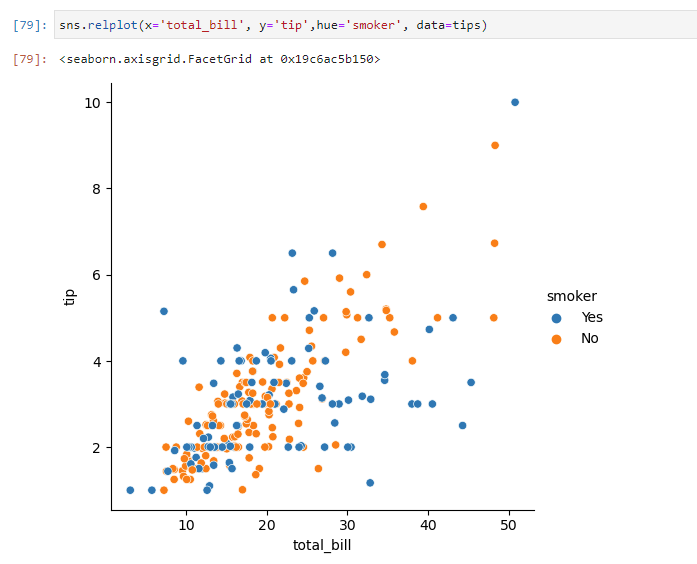 [79]: sns.relplot(x='total_bill', y='tip',hue='smoker', data=tips)
[79]: <seaborn.axisgrid.FacetGrid at 0x19c6ac5b150>
10
8
6
4
2
tip
smoker
Yes
No
10 20 30 40 50
total_bill